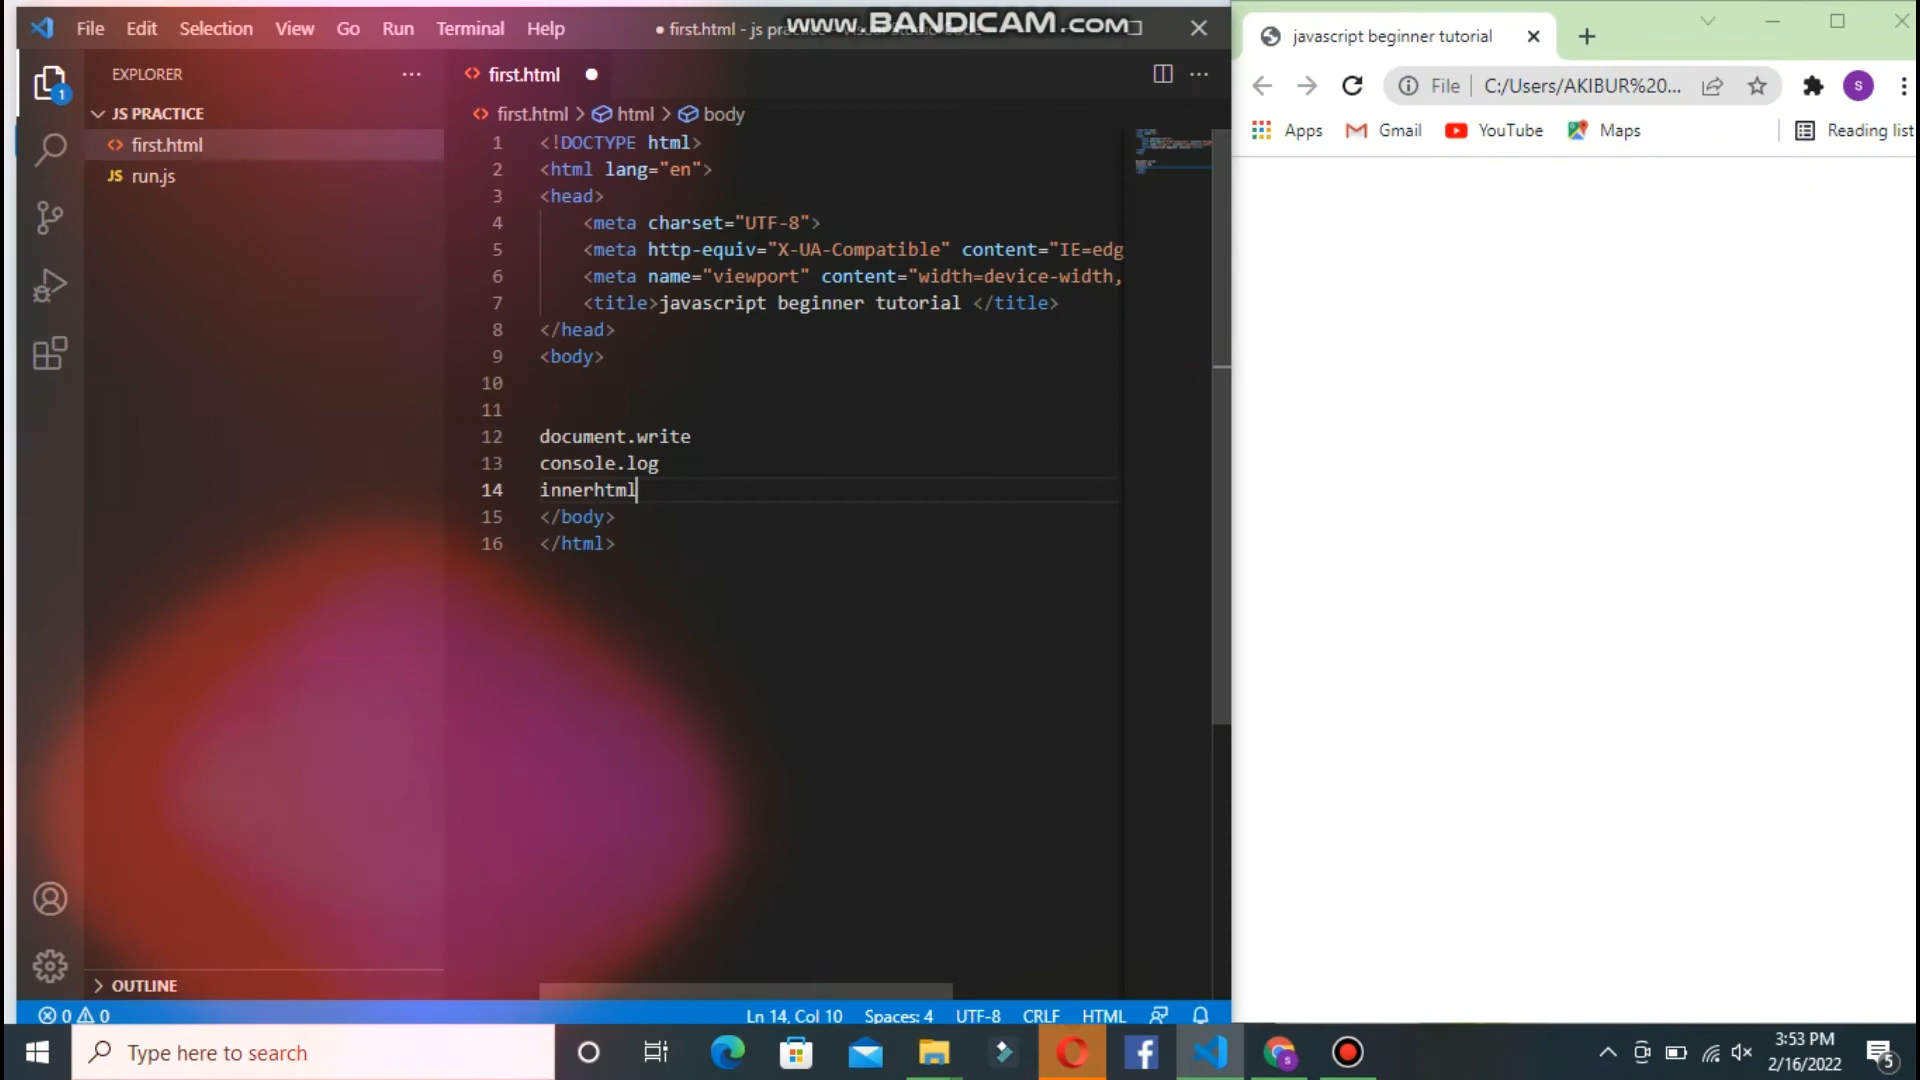 File Edit Selection View Go Run Terminal Help
● first.html - js
www.BANDICAM.com
EXPLORER
JS PRACTICE
first.html
JS run.js
OUTLINE
first.html
first.html > html > body
1 <!DOCTYPE html>
2 <html lang="en">
3 <head>
4 <meta charset="UTF-8">
5 <meta http-equiv="X-UA-Compatible" content="IE=edg
6 <meta name="viewport" content="width=device-width,
7 <title>javascript beginner tutorial </title>
8 </head>
9 <body>
10
11
12 document.write
13 console.log
14 innerhtml
15 </body>
16 </html>
1
0 0
Ln 14, Col 10 Spaces: 4 UTF-8 CRLF HTML
javascript beginner tutorial
File C:/Users/AKIBUR%20... S
Apps Gmail YouTube Maps Reading list
Type here to search
3:53 PM
2/16/2022
5